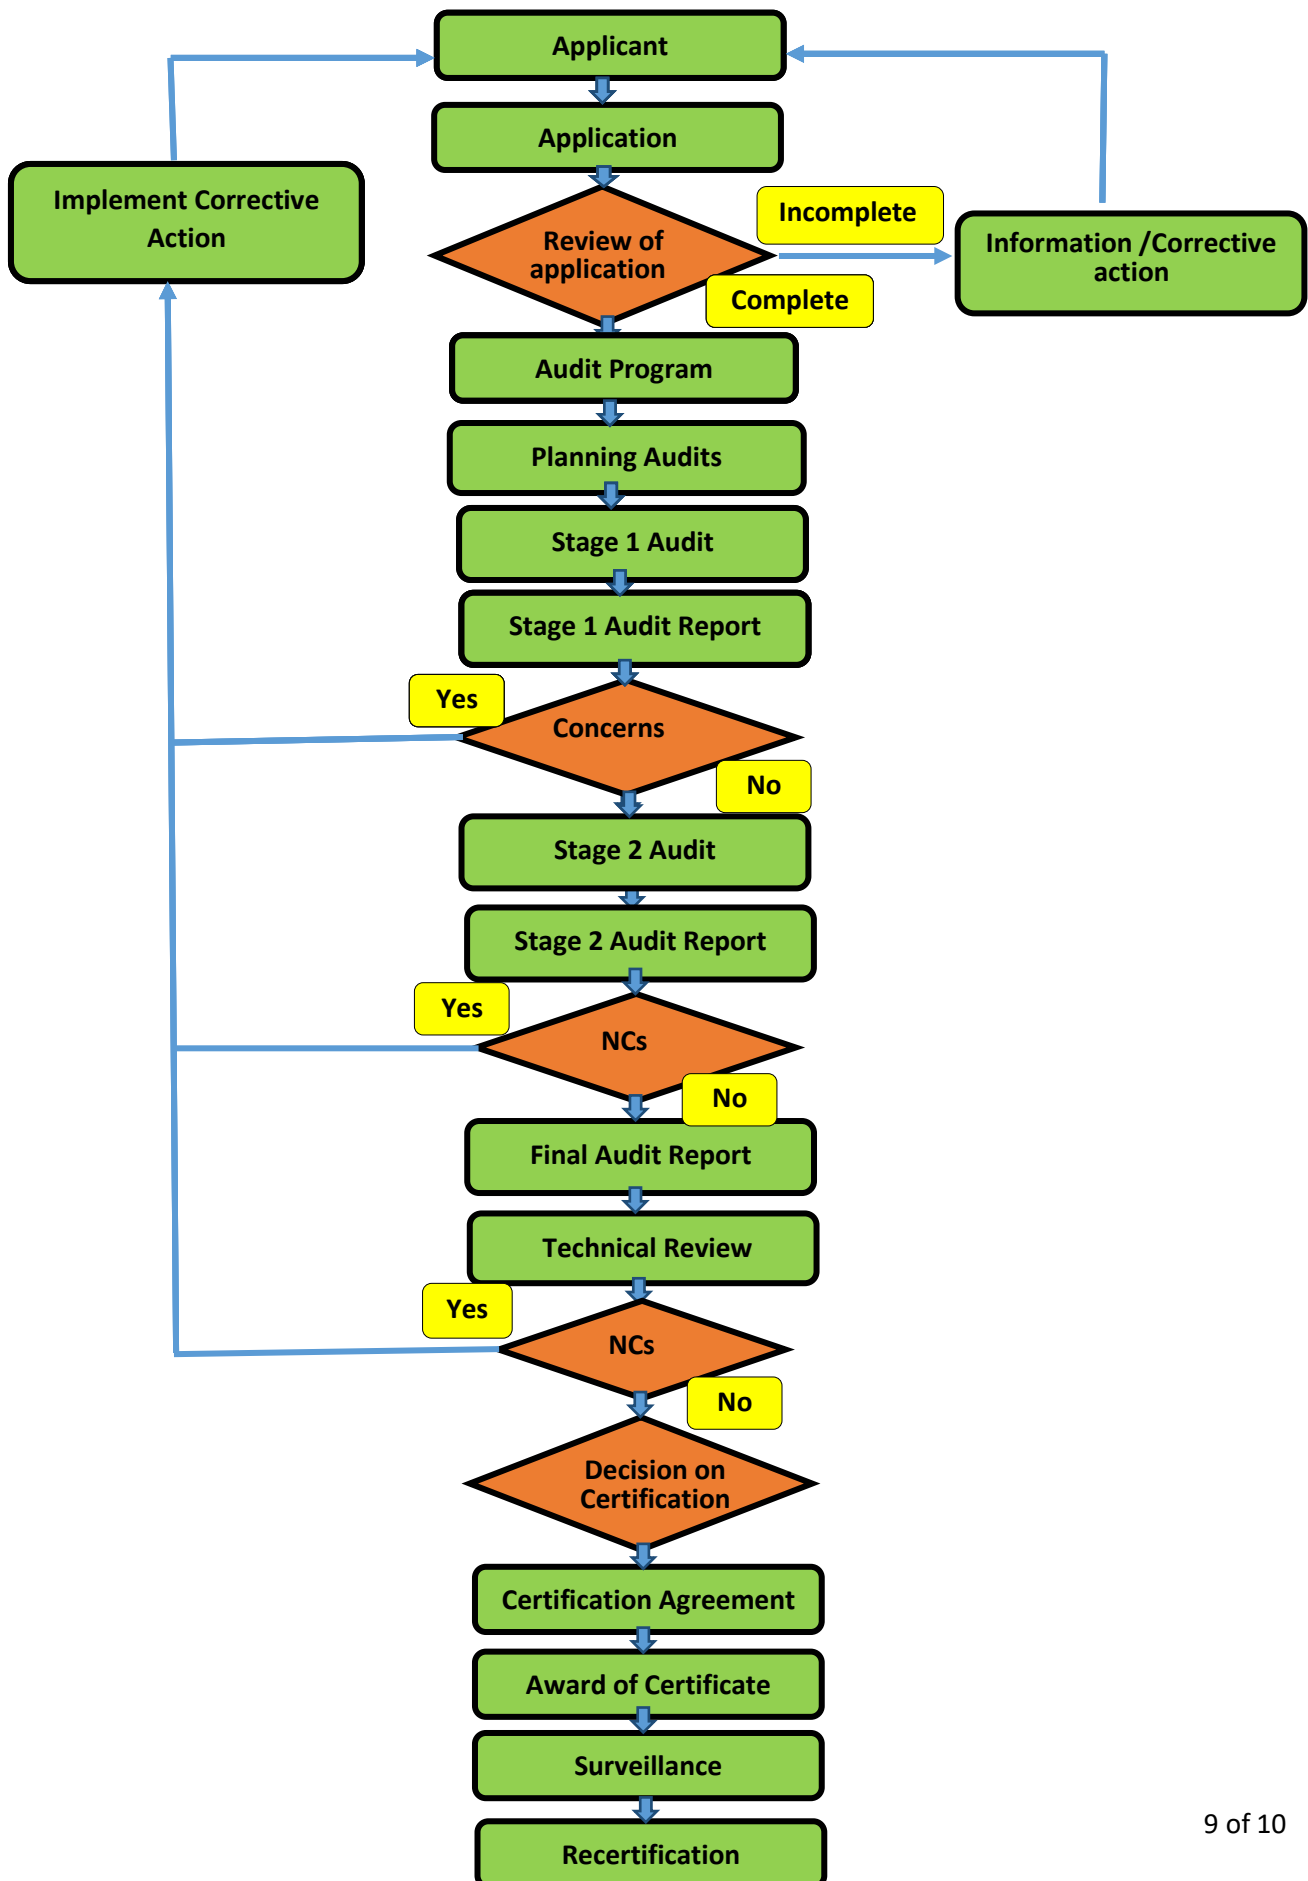 Applicant
Application
Implement Corrective
Action
Incomplete
Review of
application
Information /Corrective
action
Complete
Audit Program
Planning Audits
Stage 1 Audit
Stage 1 Audit Report
Yes
Concerns
No
Stage 2 Audit
Stage 2 Audit Report
Yes
NCs
No
Final Audit Report
Technical Review
Yes
NCs
No
Decision on
Certification
Certification Agreement
Award of Certificate
Surveillance
Recertification
9 of 10